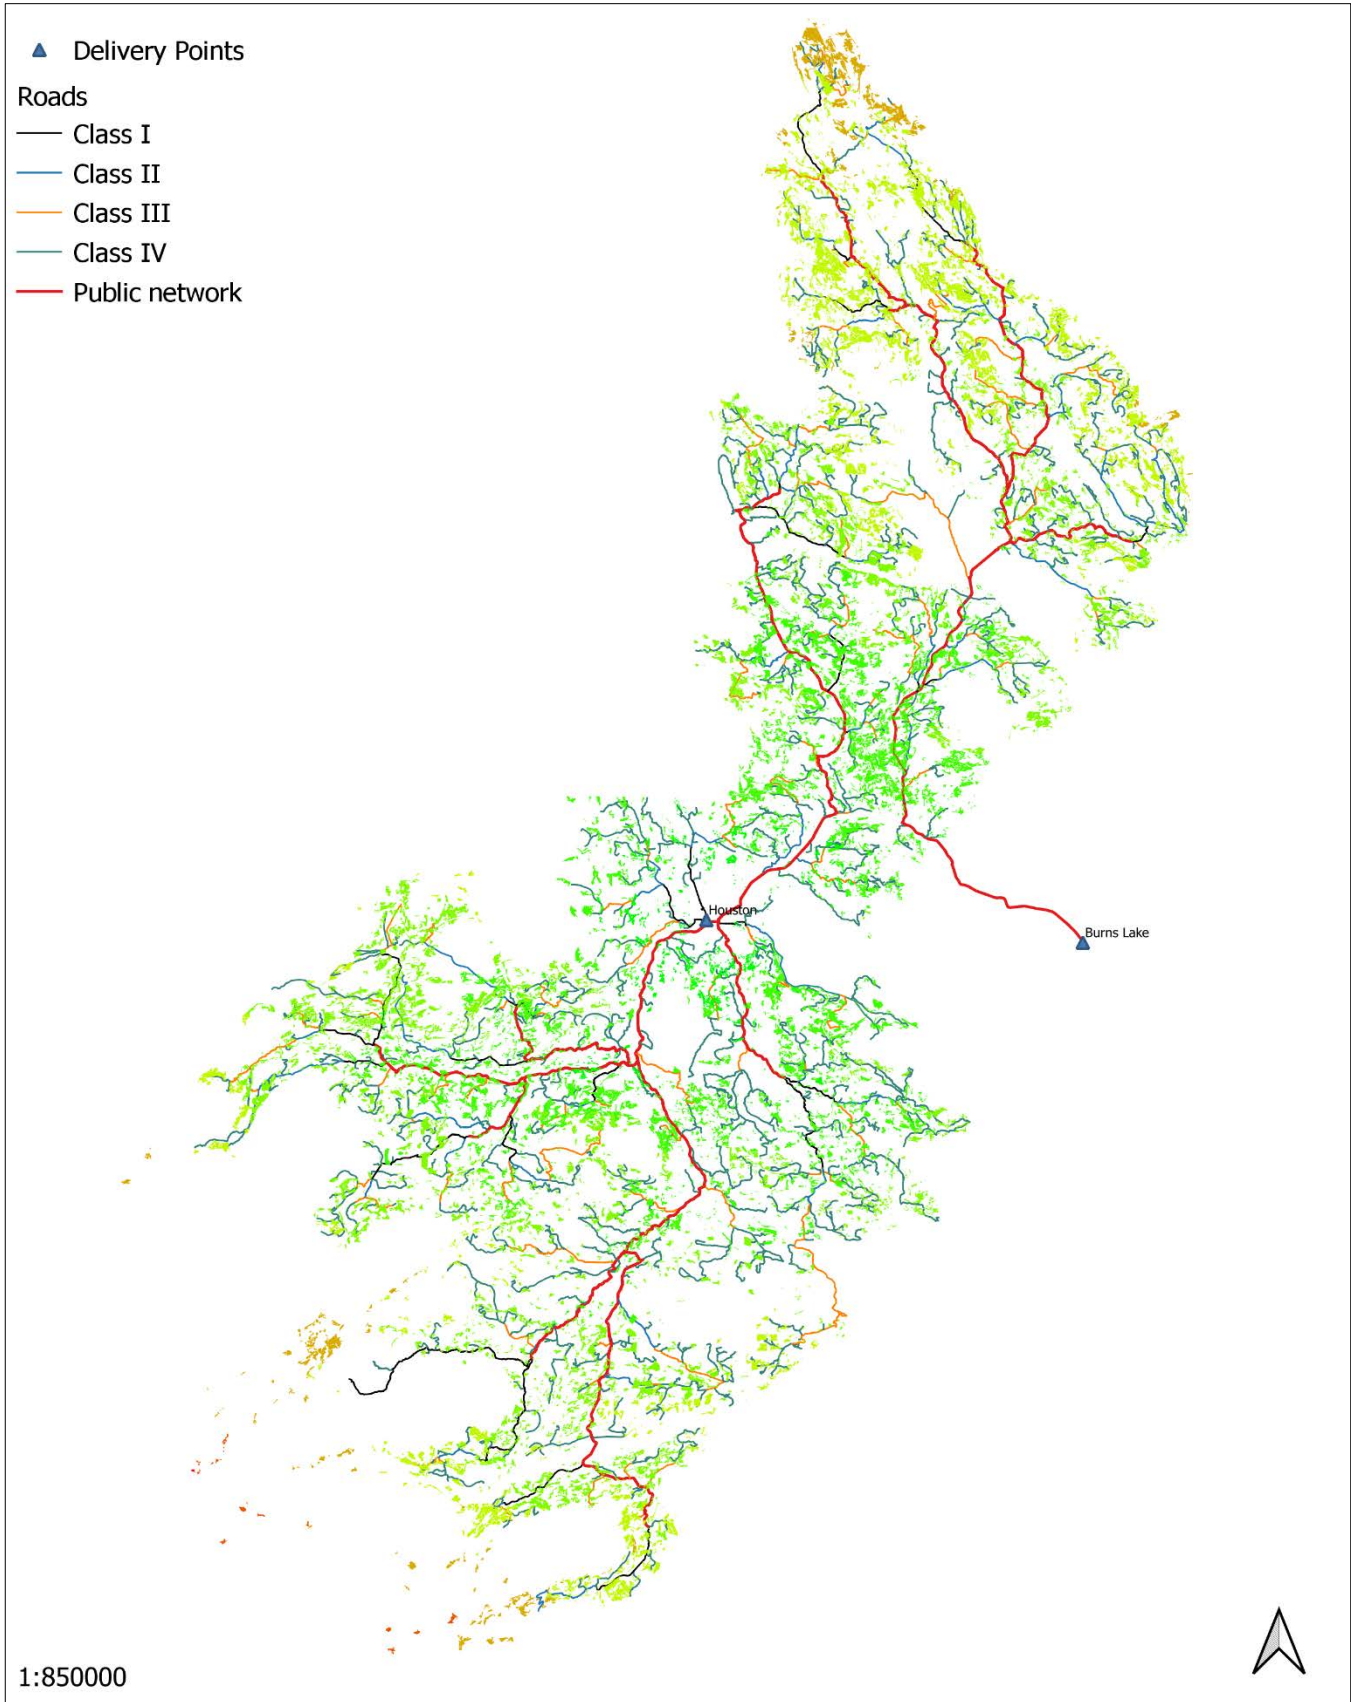 Delivery Points
Roads
Class I
Class II
Class III
Class IV
Public network
Houston
Burns Lake
1:850000